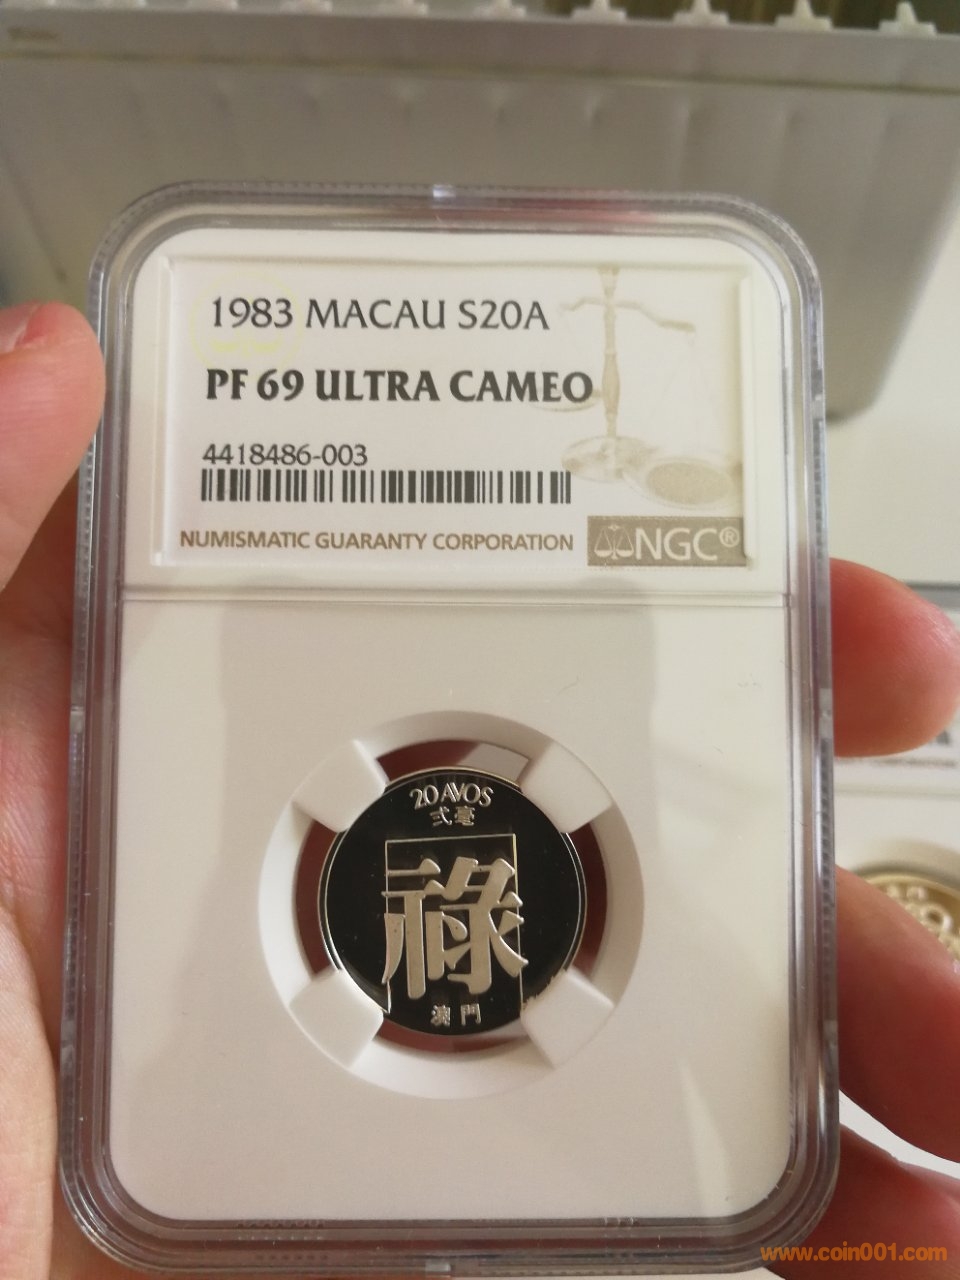 1983 MACAU S20A
PF 69 ULTRA CAMEO
4418486-003
NUMISMATIC GUARANTY CORPORATION
NGC®
20 AVOS
弍毫
祿
澳門
www.coin001.com